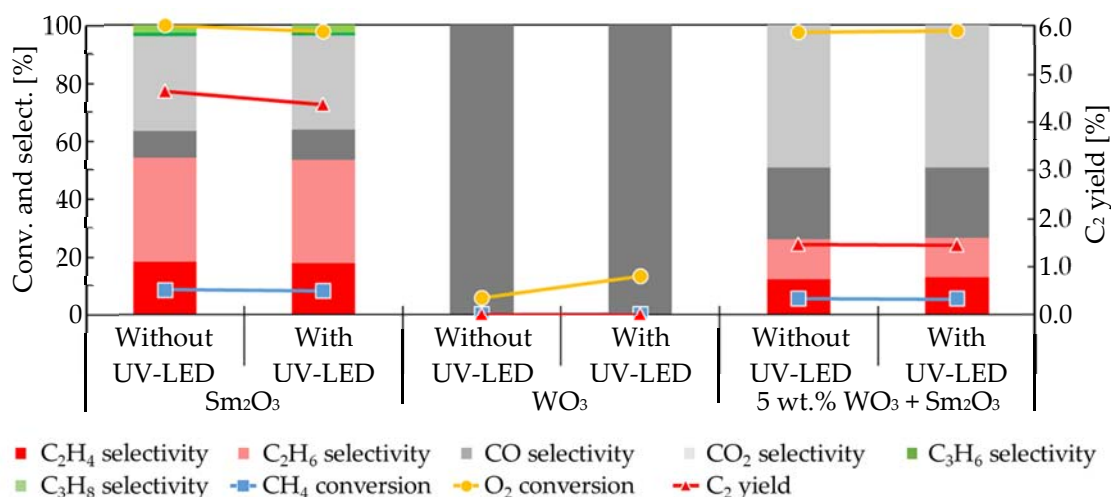 100
80
60
40
20
0
Conv. and select. [%]
6.0
5.0
4.0
3.0
2.0
1.0
0.0
C₂ yield [%]
Without
UV-LED
With
UV-LED
Without
UV-LED
With
UV-LED
Without
UV-LED
With
UV-LED
Sm₂O₃
WO₃
5 wt.% WO₃ + Sm₂O₃
C₂H₄ selectivity
C₂H₆ selectivity
CO selectivity
CO₂ selectivity
C₃H₆ selectivity
C₃H₈ selectivity
CH₄ conversion
O₂ conversion
C₂ yield